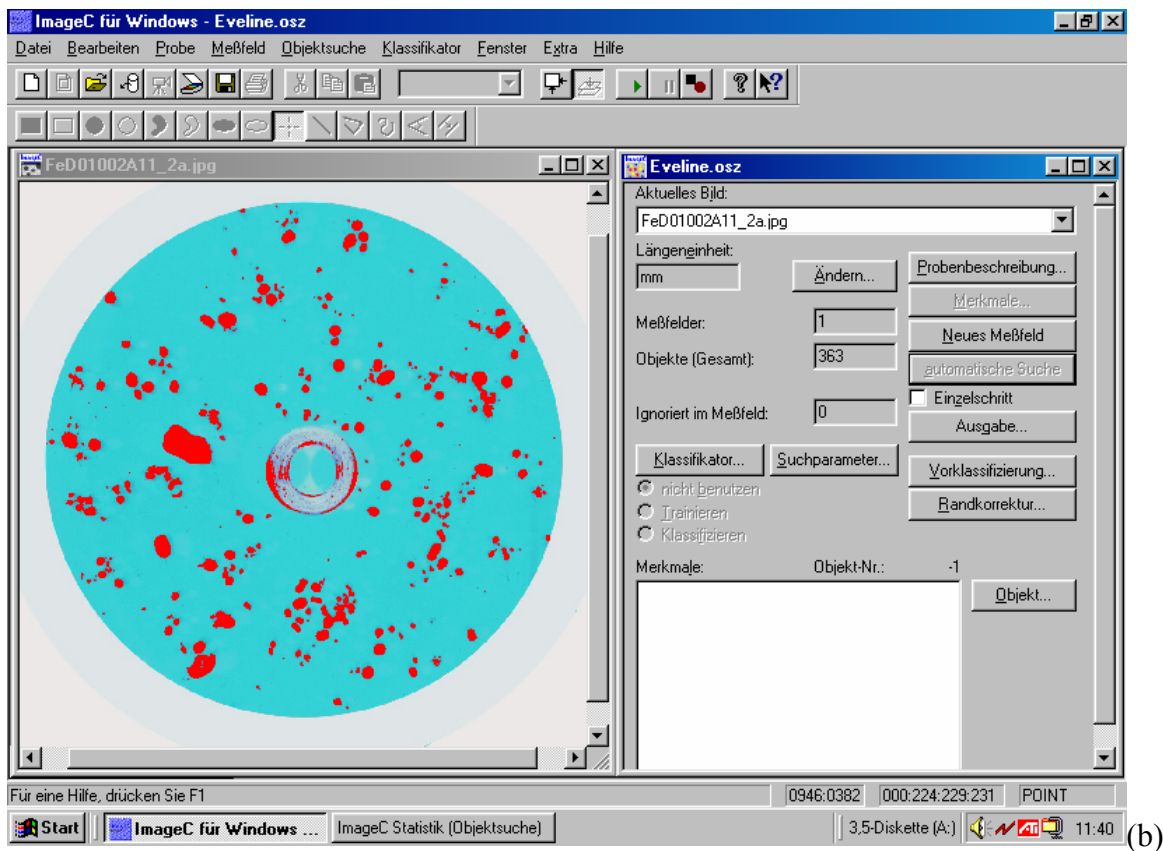 ImageC für Windows - Eveline.osz
Datei Bearbeiten Probe Meßfeld Objektsuche Klassifikator Fenster Extra Hilfe
FeD01002A11_2a.jpg
Eveline.osz
Aktuelles Bild:
FeD01002A11_2a.jpg
Längeneinheit:
mm
Ändern...
Probenbeschreibung...
Merkmale...
Meßfelder:
1
Neues Meßfeld
Objekte (Gesamt):
363
automatische Suche
Einzelschritt
Ignoriert im Meßfeld:
0
Ausgabe...
Klassifikator...
Suchparameter...
Vorklassifizierung...
nicht benutzen
Randkorrektur...
Trainieren
Klassifizieren
Merkmale:
Objekt-Nr.: -1
Objekt...
Für eine Hilfe, drücken Sie F1
0946:0382 000:224:229:231 POINT
Start ImageC für Windows ... ImageC Statistik (Objektsuche) 3,5-Diskette (A:) ATI 11:40 (b)